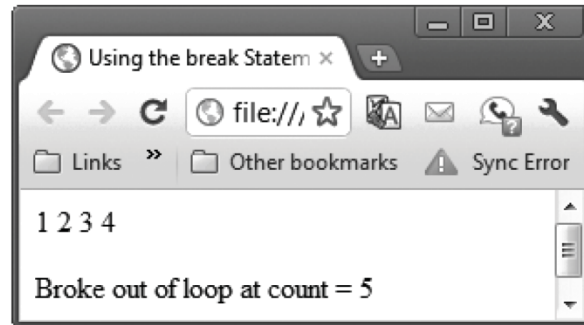 Using the break Statem
file:///
Links » Other bookmarks Sync Error
1 2 3 4
Broke out of loop at count = 5